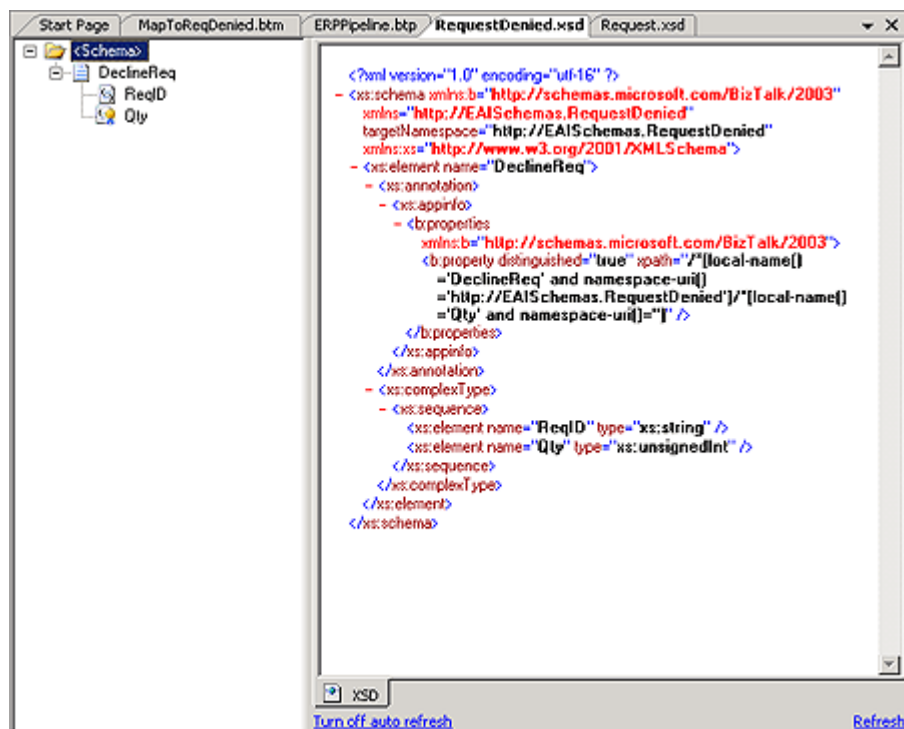 Start Page MapToReqDenied.btm ERPPipeline.btp RequestDenied.xsd Request.xsd
<Schema>
DeclineReq
ReqID
Qty
<?xml version="1.0" encoding="utf-16" ?>
- <xs:schema xmlns:b="http://schemas.microsoft.com/BizTalk/2003"
xmlns="http://EAISchemas.RequestDenied"
targetNamespace="http://EAISchemas.RequestDenied"
xmlns:xs="http://www.w3.org/2001/XMLSchema">
- <xs:element name="DeclineReq">
- <xs:annotation>
- <xs:appinfo>
- <b:properties
xmlns:b="http://schemas.microsoft.com/BizTalk/2003">
<b:property distinguished="true" xpath="/*[local-name()
='DeclineReq' and namespace-uri()
='http://EAISchemas.RequestDenied']/*[local-name()
='Qty' and namespace-uri()='']" />
</b:properties>
</xs:appinfo>
</xs:annotation>
- <xs:complexType>
- <xs:sequence>
<xs:element name="ReqID" type="xs:string" />
<xs:element name="Qty" type="xs:unsignedInt" />
</xs:sequence>
</xs:complexType>
</xs:element>
</xs:schema>
XSD
Turn off auto refresh Refresh